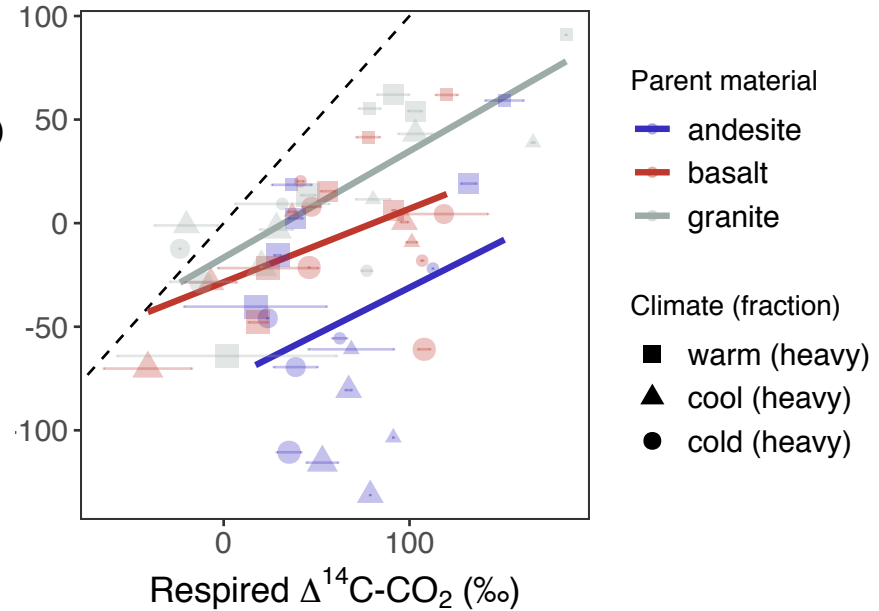 100
50
0
-50
-100
)
0
100
Respired Δ¹⁴C-CO₂ (‰)
Parent material
andesite
basalt
granite
Climate (fraction)
warm (heavy)
cool (heavy)
cold (heavy)